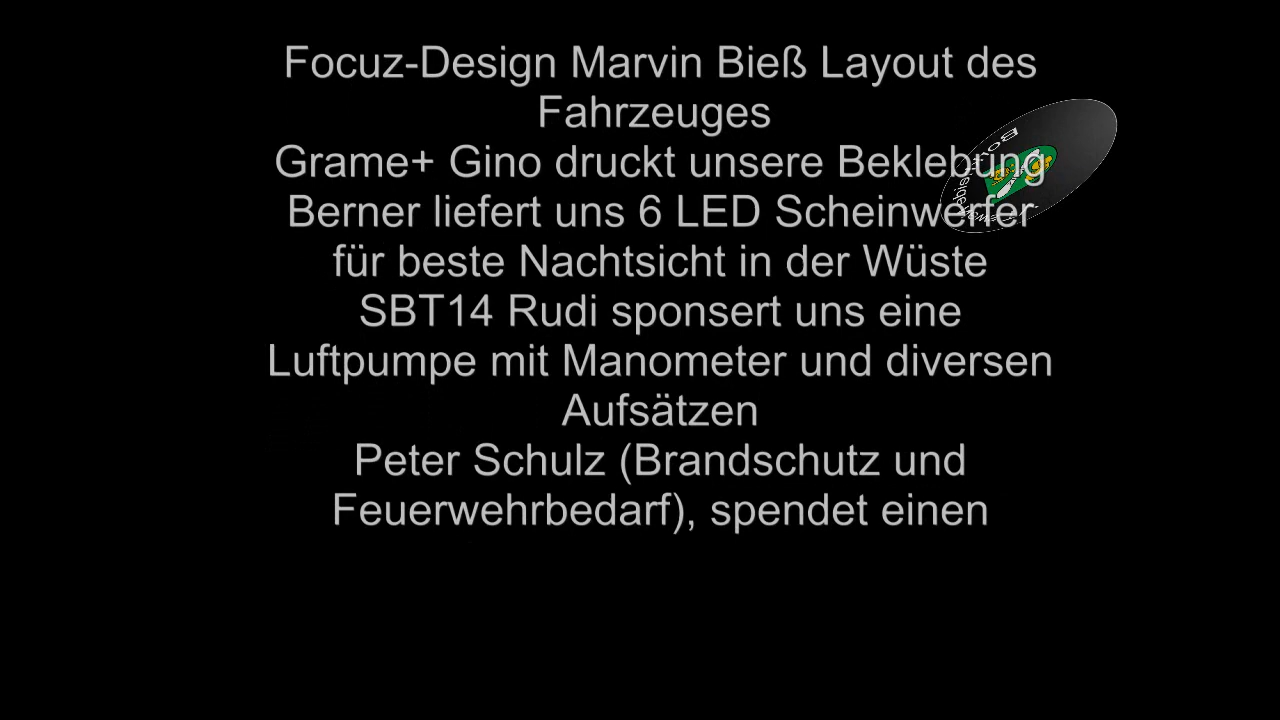 Focuz-Design Marvin Bieß Layout des
Fahrzeuges
Grame+ Gino druckt unsere Beklebung
Berner liefert uns 6 LED Scheinwerfer
für beste Nachtsicht in der Wüste
SBT14 Rudi sponsert uns eine
Luftpumpe mit Manometer und diversen
Aufsätzen
Peter Schulz (Brandschutz und
Feuerwehrbedarf), spendet einen